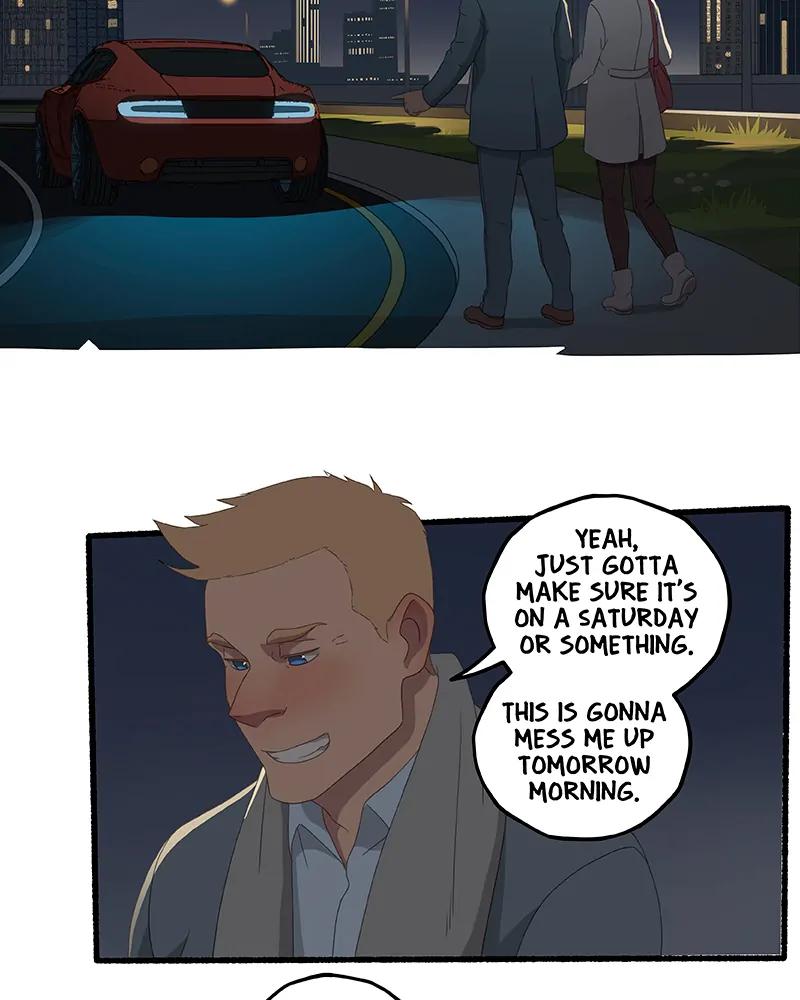 YEAH,
JUST GOTTA
MAKE SURE IT'S
ON A SATURDAY
OR SOMETHING.
THIS IS GONNA
MESS ME UP
TOMORROW
MORNING.